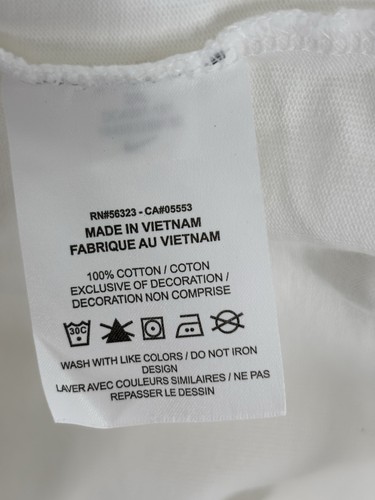 RN#56323 - CA#05553
MADE IN VIETNAM
FABRIQUE AU VIETNAM
100% COTTON / COTON
EXCLUSIVE OF DECORATION /
DECORATION NON COMPRISE
30C
WASH WITH LIKE COLORS / DO NOT IRON
DESIGN
LAVER AVEC COULEURS SIMILAIRES / NE PAS
REPASSER LE DESSIN